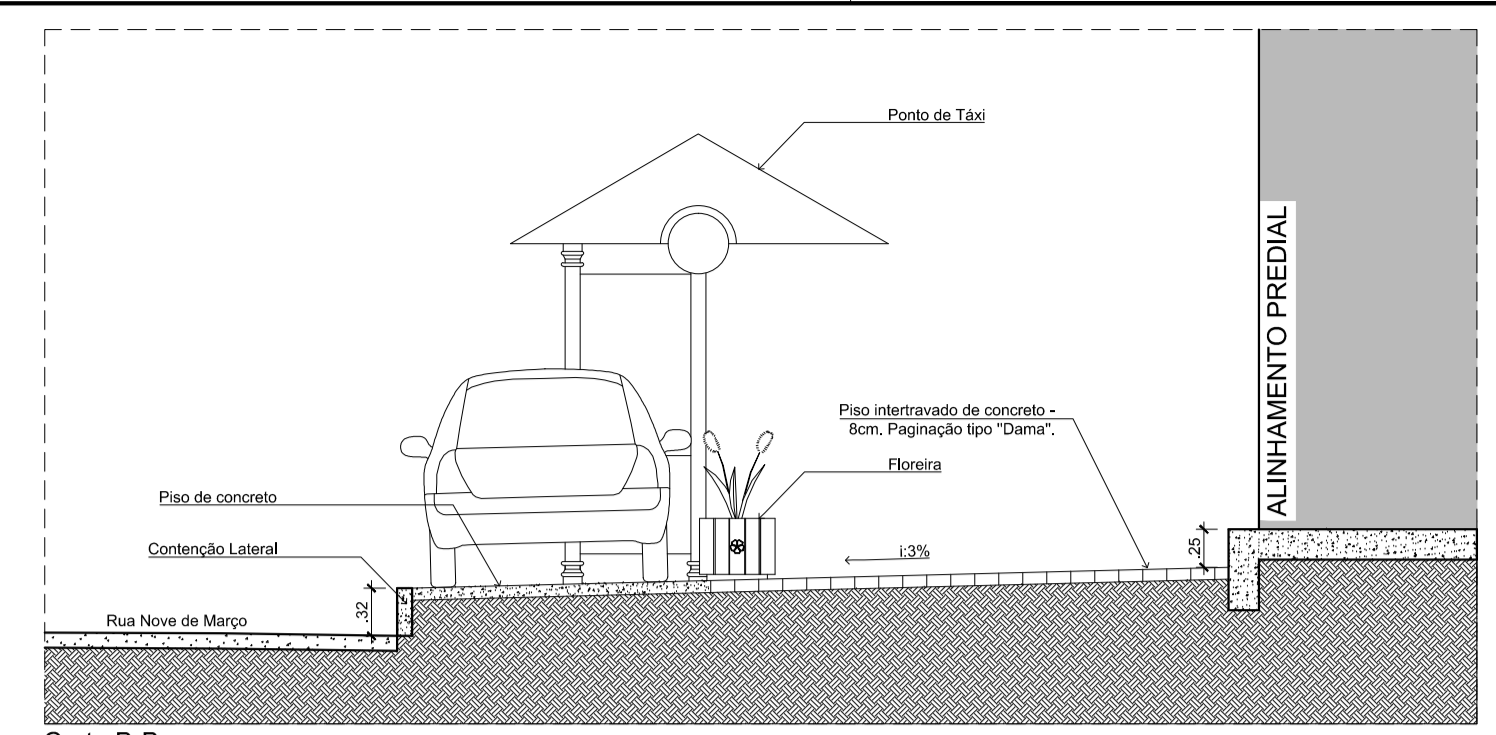 Ponto de Táxi
ALINHAMENTO PREDIAL
Piso intertravado de concreto -
8cm. Paginação tipo "Dama".
Floreira
Piso de concreto
Contenção Lateral
i:3%
.25
.32
Rua Nove de Março